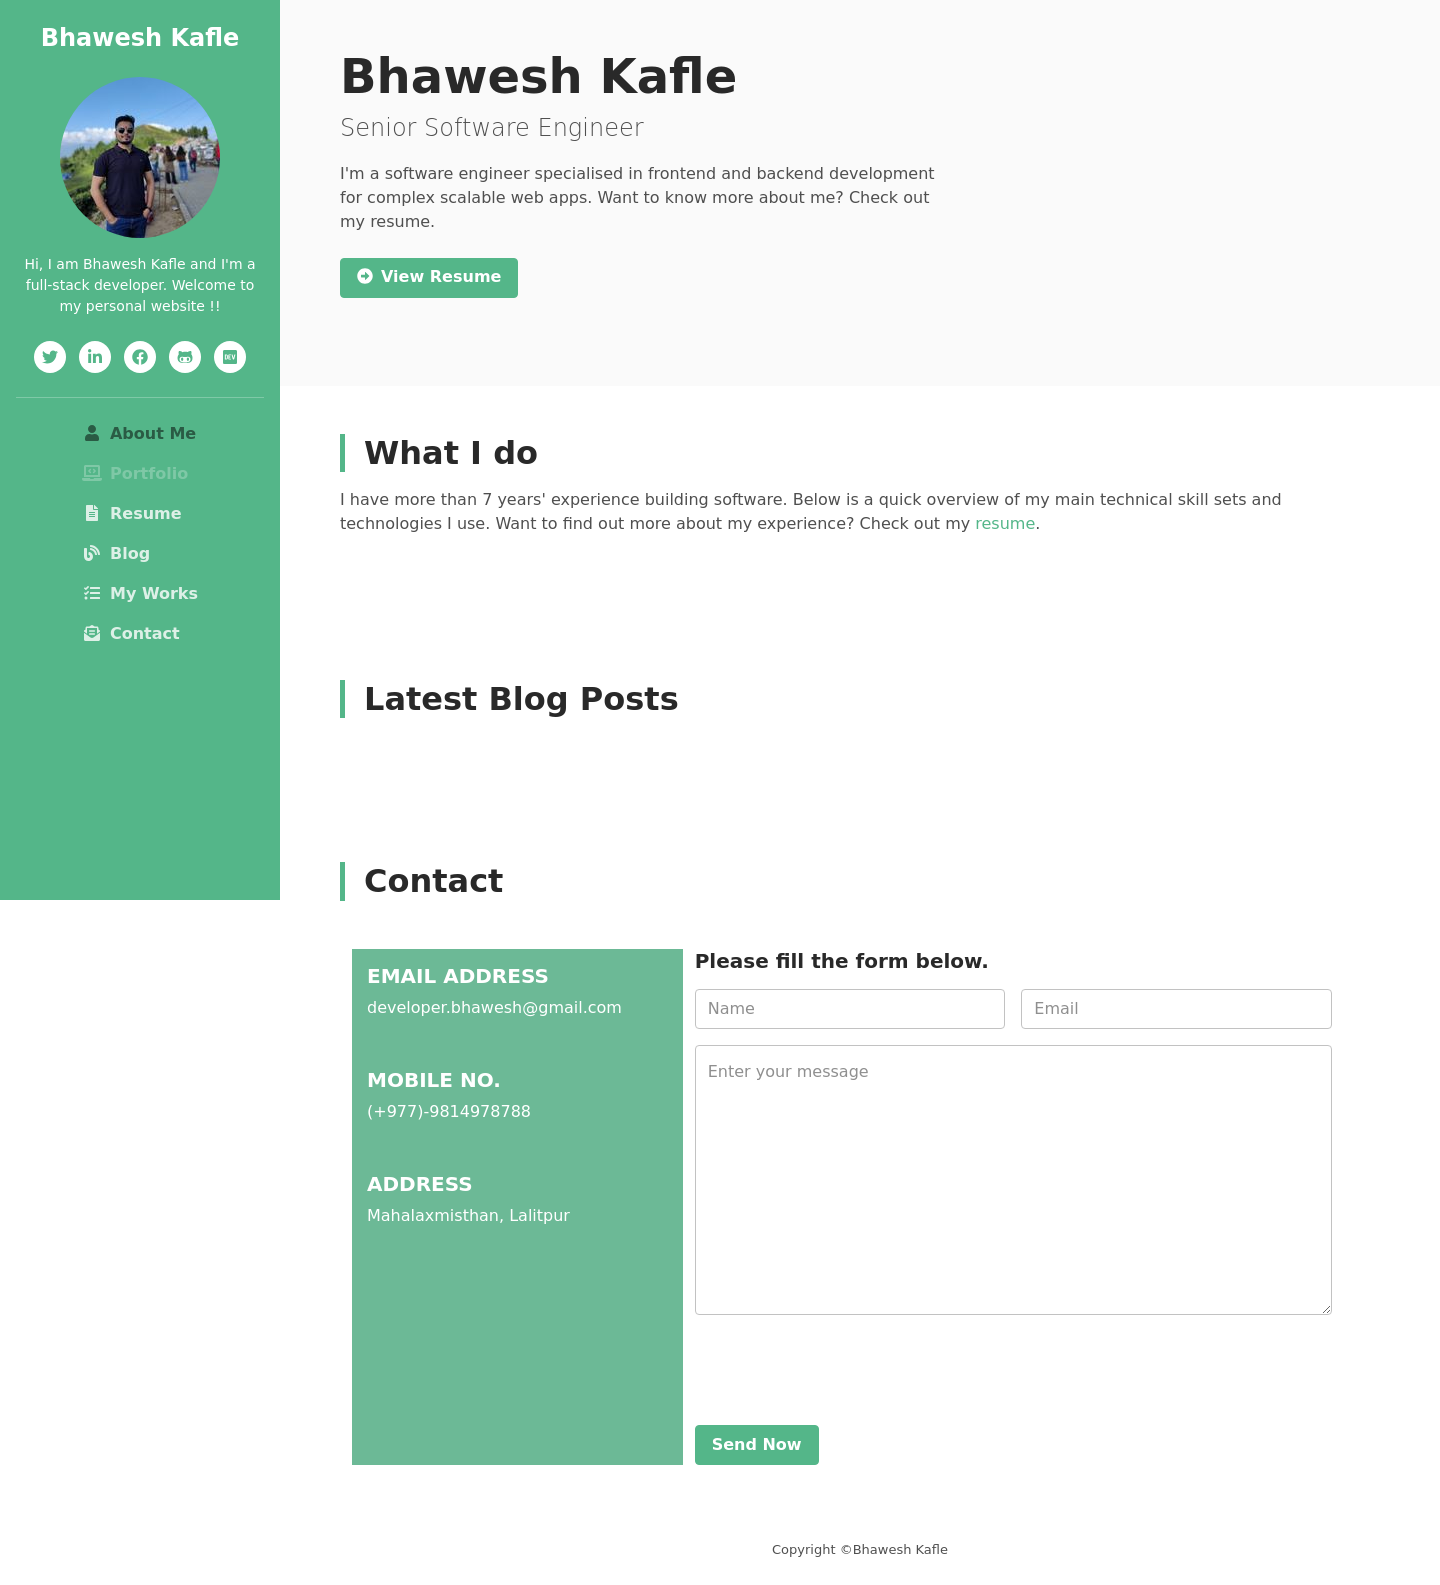 Bhawesh Kafle
Hi, I am Bhawesh Kafle and I'm a
full-stack developer. Welcome to
my personal website !!
DEV
About Me
Portfolio
Resume
Blog
My Works
Contact
Bhawesh Kafle
Senior Software Engineer
I'm a software engineer specialised in frontend and backend development
for complex scalable web apps. Want to know more about me? Check out
my resume.
View Resume
What I do
I have more than 7 years' experience building software. Below is a quick overview of my main technical skill sets and
technologies I use. Want to find out more about my experience? Check out my resume.
Latest Blog Posts
Contact
EMAIL ADDRESS
developer.bhawesh@gmail.com
MOBILE NO.
(+977)-9814978788
ADDRESS
Mahalaxmisthan, Lalitpur
Please fill the form below.
Name
Email
Enter your message
Send Now
Copyright ©Bhawesh Kafle